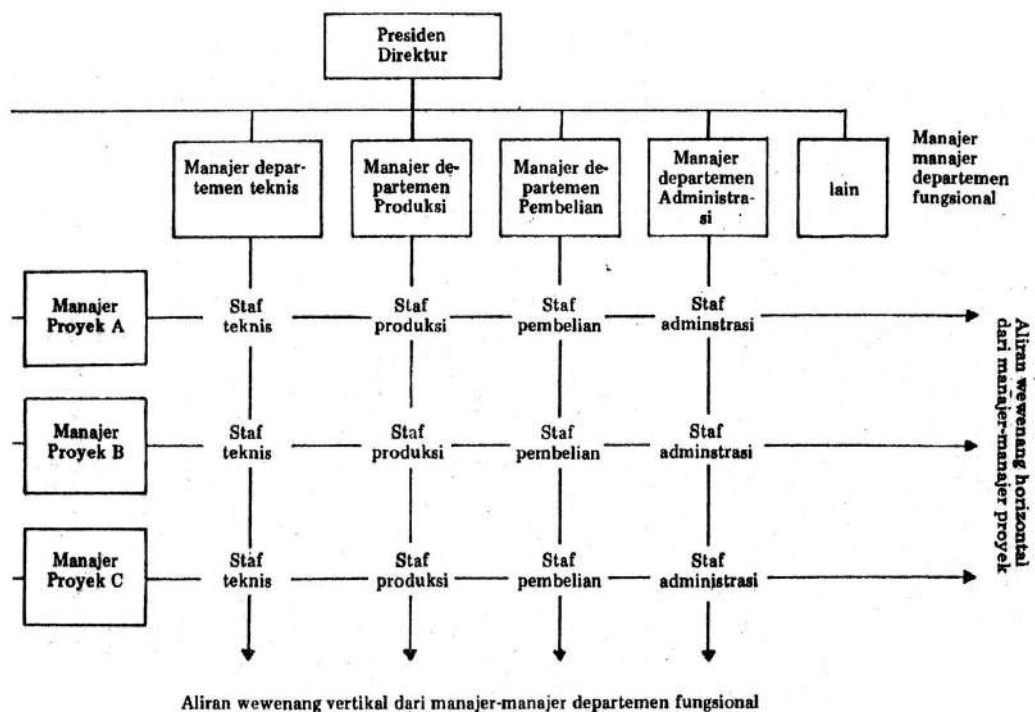 Presiden
Direktur
Manajer depar-
temen teknis
Manajer de-
partemen
Produksi
Manajer de-
partemen
Pembelian
Manajer
departemen
Administra-
si
lain
Manajer
manajer
departemen
fungsional
Manajer
Proyek A
Staf
teknis
Staf
produksi
Staf
pembelian
Staf
adminstrasi
Manajer
Proyek B
Staf
teknis
Staf
produksi
Staf
pembelian
Staf
adminstrasi
Manajer
Proyek C
Staf
teknis
Staf
produksi
Staf
pembelian
Staf
administrasi
Aliran wewenang horizontal
dari manajer-manajer proyek
Aliran wewenang vertikal dari manajer-manajer departemen fungsional